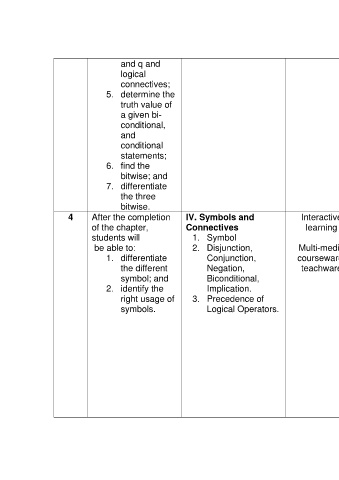 and q and
logical
connectives;
5. determine the
truth value of
a given bi-
conditional,
and
conditional
statements;
6. find the
bitwise; and
7. differentiate
the three
bitwise.
4
After the completion
of the chapter,
students will
be able to:
1. differentiate
the different
symbol; and
2. identify the
right usage of
symbols.
IV. Symbols and
Connectives
1. Symbol
2. Disjunction,
Conjunction,
Negation,
Biconditional,
Implication.
3. Precedence of
Logical Operators.
Interactive
learning
Multi-medi
courseware
teachware